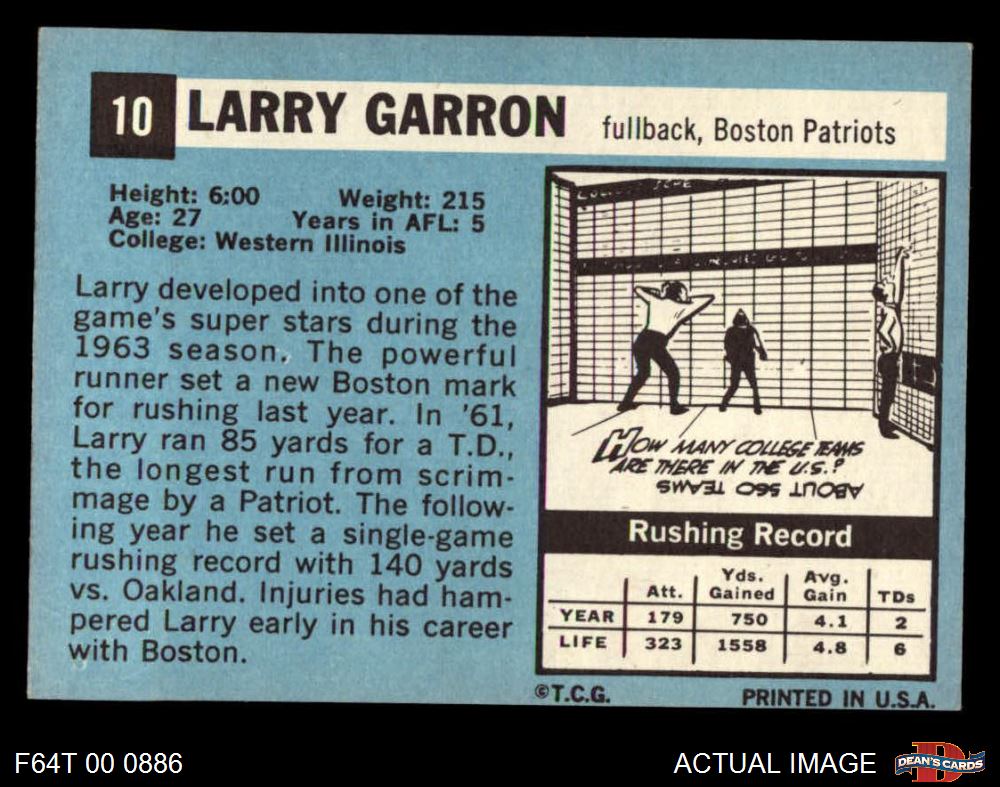 10 LARRY GARRON fullback, Boston Patriots
Height: 6:00 Weight: 215
Age: 27 Years in AFL: 5
College: Western Illinois
Larry developed into one of the
game's super stars during the
1963 season. The powerful
runner set a new Boston mark
for rushing last year. In '61,
Larry ran 85 yards for a T.D.,
the longest run from scrim-
mage by a Patriot. The follow-
ing year he set a single-game
rushing record with 140 yards
vs. Oakland. Injuries had ham-
pered Larry early in his career
with Boston.
HOW MANY COLLEGE TEAMS
ARE THERE IN THE U.S.?
ABOUT 560 TEAMS
Rushing Record
Att. Yds. Gained Avg. Gain TDs
YEAR 179 750 4.1 2
LIFE 323 1558 4.8 6
©T.C.G. PRINTED IN U.S.A.
F64T 00 0886 ACTUAL IMAGE DEAN'S CARDS